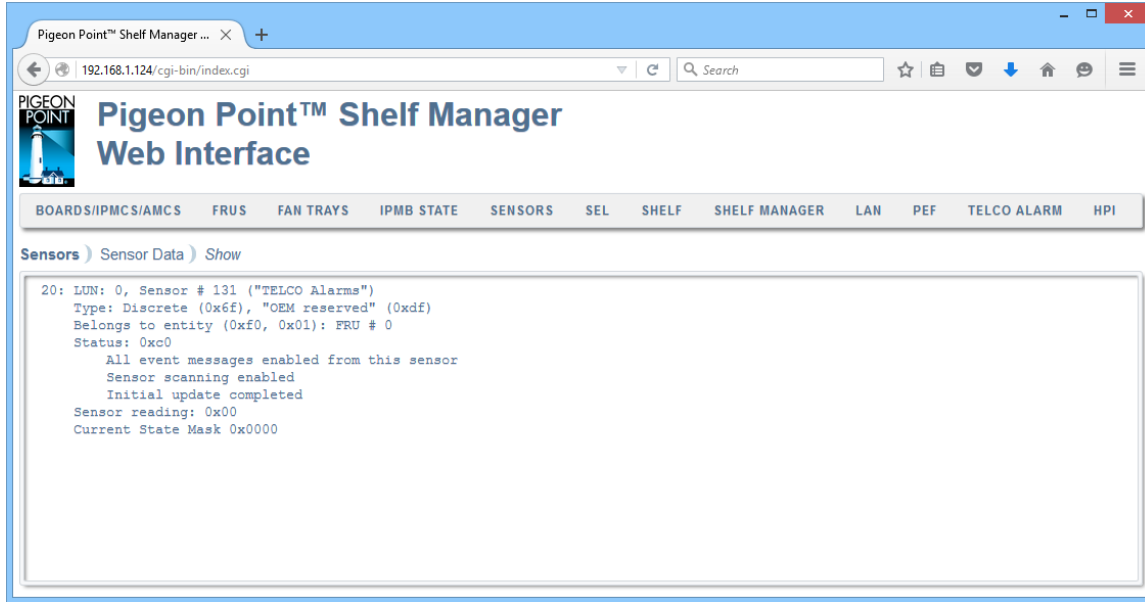 Pigeon Point™ Shelf Manager ...
192.168.1.124/cgi-bin/index.cgi
Search
PIGEON
POINT
Pigeon Point™ Shelf Manager
Web Interface
BOARDS/IPMCS/AMCS FRUS FAN TRAYS IPMB STATE SENSORS SEL SHELF SHELF MANAGER LAN PEF TELCO ALARM HPI
Sensors ) Sensor Data ) Show
20: LUN: 0, Sensor # 131 ("TELCO Alarms")
Type: Discrete (0x6f), "OEM reserved" (0xdf)
Belongs to entity (0xf0, 0x01): FRU # 0
Status: 0xc0
All event messages enabled from this sensor
Sensor scanning enabled
Initial update completed
Sensor reading: 0x00
Current State Mask 0x0000